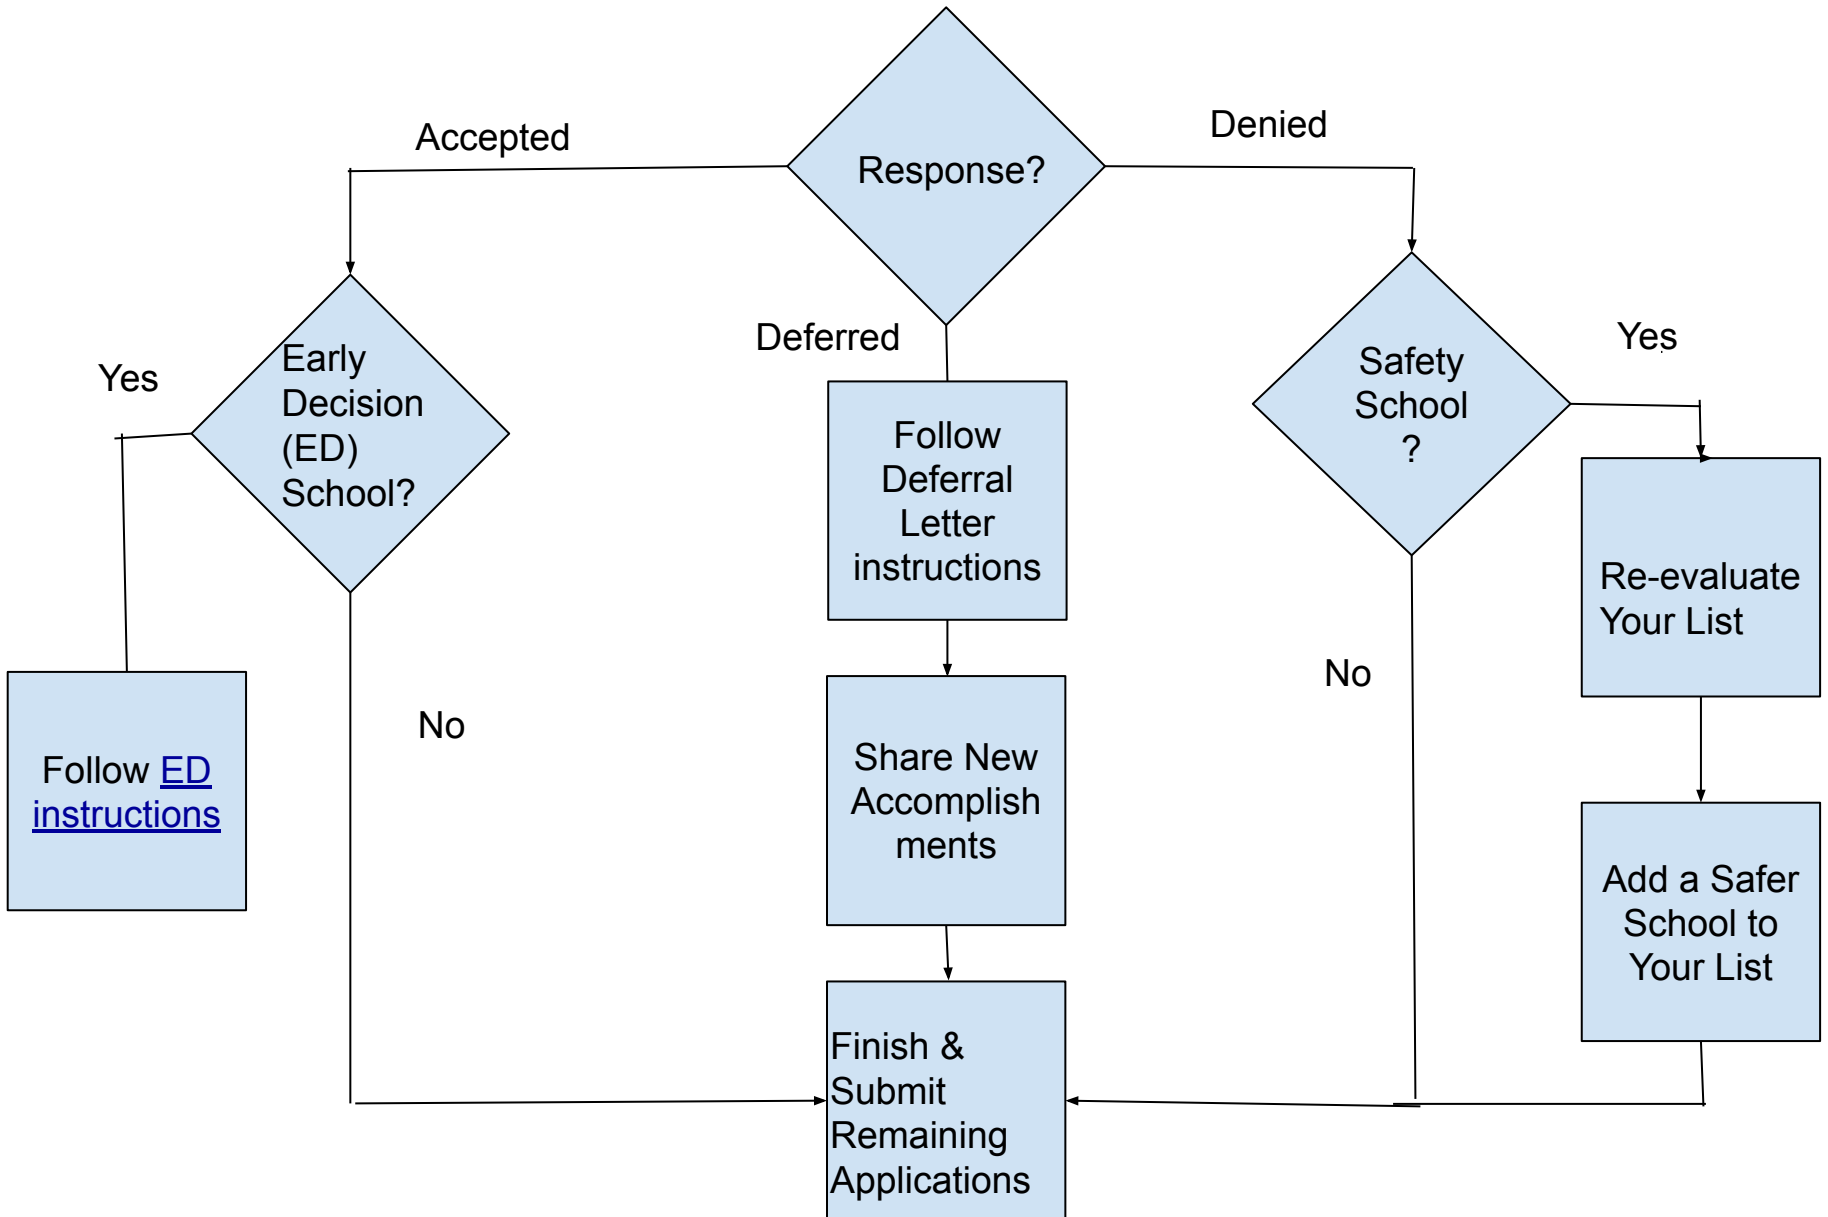 Accepted
Response?
Denied
Early
Decision
(ED)
School?
Yes
No
Follow ED
instructions
Deferred
Follow
Deferral
Letter
instructions
Share New
Accomplish
ments
Finish &
Submit
Remaining
Applications
Safety
School
?
Yes
No
Re-evaluate
Your List
Add a Safer
School to
Your List